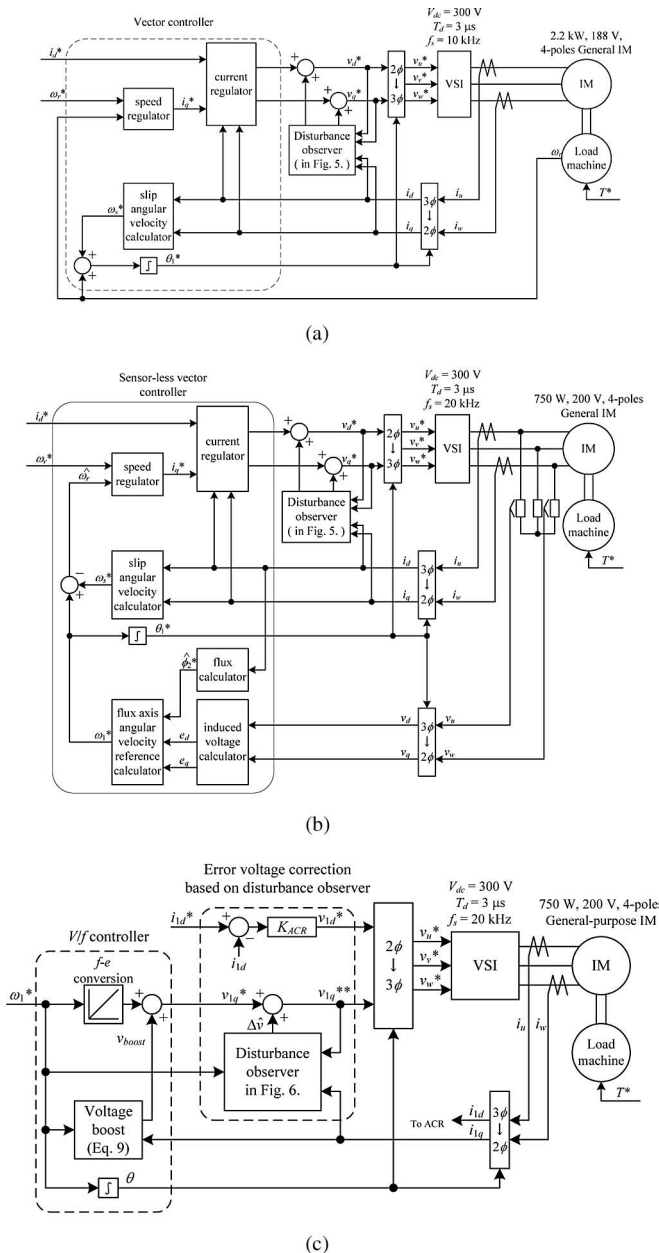 Vector controller
V_dc = 300 V
T_d = 3 µs
f_s = 10 kHz
2.2 kW, 188 V,
4-poles General IM
i_d*
ω_r*
speed
regulator
i_q*
current
regulator
v_d*
v_q*
Disturbance
observer
( in Fig. 5. )
2ϕ
↓
3ϕ
v_u*
v_v*
v_w*
VSI
IM
ω_r
Load
machine
T*
ω_s*
slip
angular
velocity
calculator
i_d
i_q
3ϕ
↓
2ϕ
i_u
i_w
∫
θ_1*
(a)
Sensor-less vector
controller
V_dc = 300 V
T_d = 3 µs
f_s = 20 kHz
750 W, 200 V, 4-poles
General IM
i_d*
ω_r*
ω̂_r
speed
regulator
i_q*
current
regulator
v_d*
v_q*
Disturbance
observer
( in Fig. 5. )
2ϕ
↓
3ϕ
v_u*
v_v*
v_w*
VSI
IM
Load
machine
T*
ω_s*
slip
angular
velocity
calculator
i_d
i_q
3ϕ
↓
2ϕ
i_u
i_w
∫
θ_1*
ϕ̂_2*
flux
calculator
ω_1*
flux axis
angular
velocity
reference
calculator
e_d
e_q
induced
voltage
calculator
v_d
v_q
3ϕ
↓
2ϕ
v_u
v_w
(b)
Error voltage correction
based on disturbance observer
V_dc = 300 V
T_d = 3 µs
f_s = 20 kHz
750 W, 200 V, 4-poles
General-purpose IM
i_1d*
K_ACR
v_1d*
i_1d
V/f controller
f-e
conversion
ω_1*
v_boost
v_1q*
v_1q**
Δv̂
Disturbance
observer
in Fig. 6.
2ϕ
↓
3ϕ
v_u*
v_v*
v_w*
VSI
IM
i_u
i_w
Load
machine
T*
Voltage
boost
(Eq. 9)
To ACR
i_1d
i_1q
3ϕ
↓
2ϕ
∫
θ
(c)